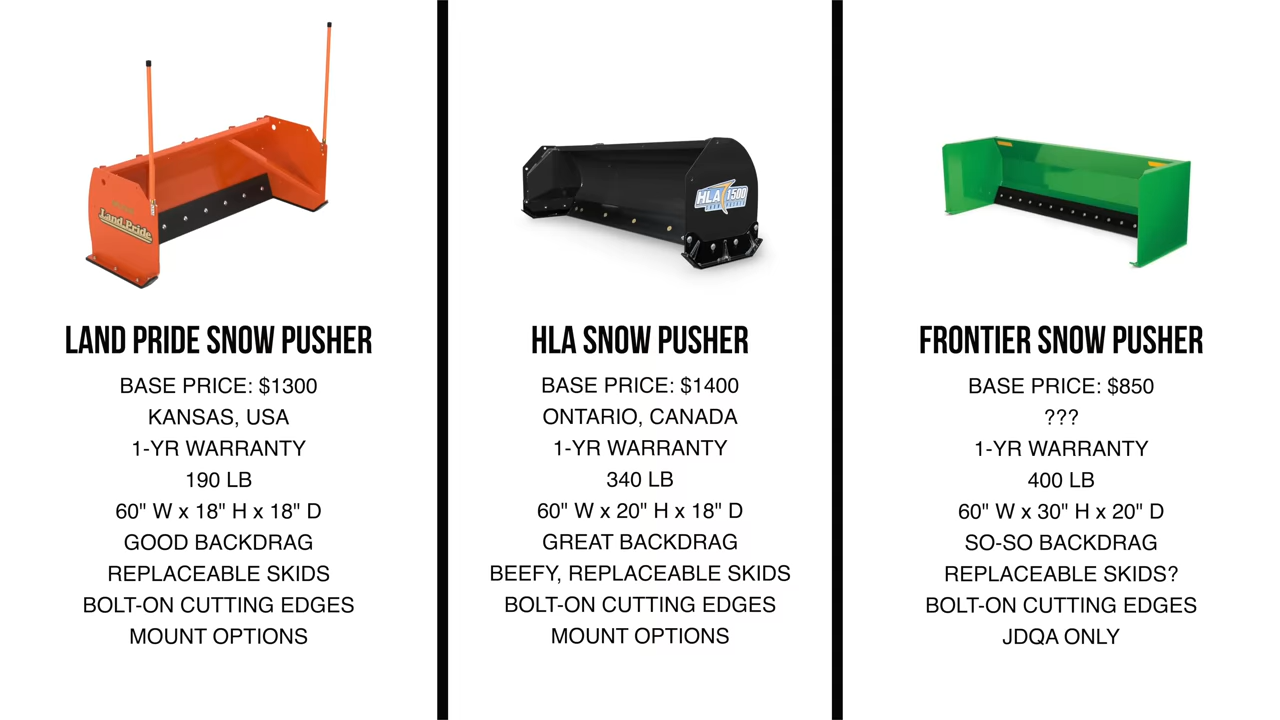 Land Pride
HLA 1500
LAND PRIDE SNOW PUSHER
BASE PRICE: $1300
KANSAS, USA
1-YR WARRANTY
190 LB
60" W x 18" H x 18" D
GOOD BACKDRAG
REPLACEABLE SKIDS
BOLT-ON CUTTING EDGES
MOUNT OPTIONS
HLA SNOW PUSHER
BASE PRICE: $1400
ONTARIO, CANADA
1-YR WARRANTY
340 LB
60" W x 20" H x 18" D
GREAT BACKDRAG
BEEFY, REPLACEABLE SKIDS
BOLT-ON CUTTING EDGES
MOUNT OPTIONS
FRONTIER SNOW PUSHER
BASE PRICE: $850
???
1-YR WARRANTY
400 LB
60" W x 30" H x 20" D
SO-SO BACKDRAG
REPLACEABLE SKIDS?
BOLT-ON CUTTING EDGES
JDQA ONLY